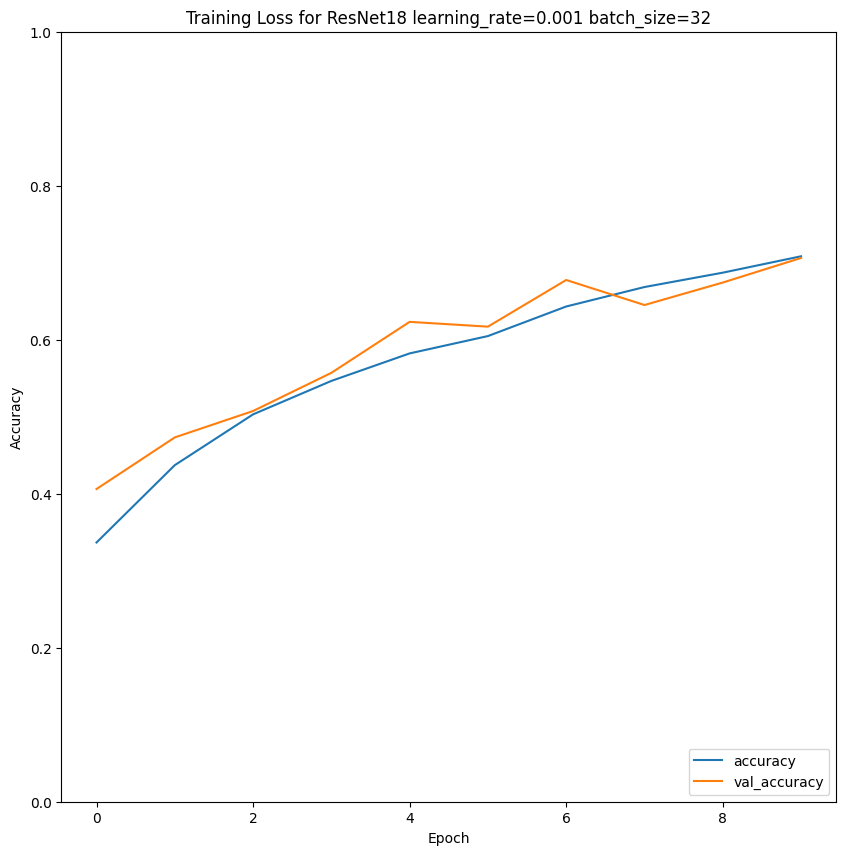 Training Loss for ResNet18 learning_rate=0.001 batch_size=32
1.0
0.8
0.6
0.4
0.2
0.0
Accuracy
0 2 4 6 8
Epoch
accuracy
val_accuracy